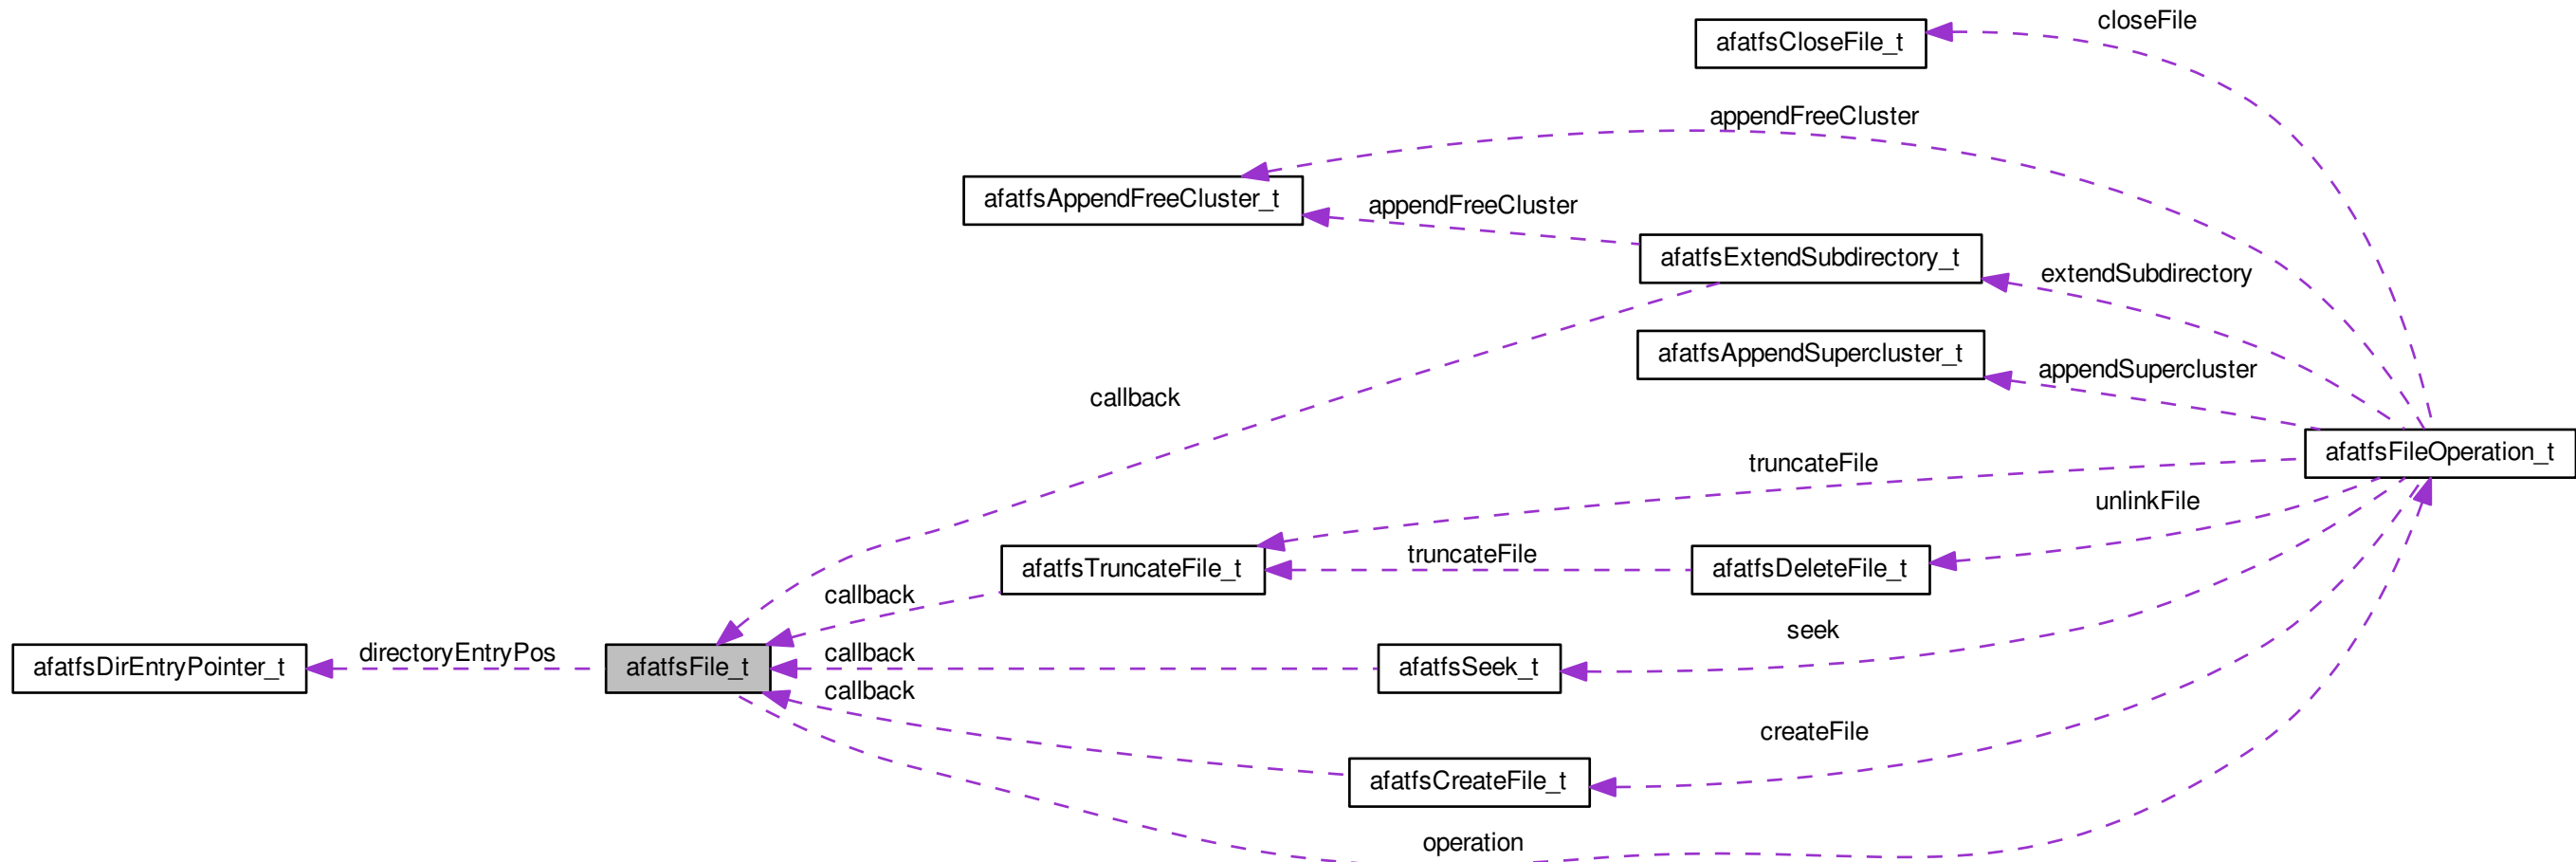 closeFile
afatfsCloseFile_t
appendFreeCluster
afatfsAppendFreeCluster_t
appendFreeCluster
afatfsExtendSubdirectory_t
extendSubdirectory
afatfsAppendSupercluster_t
appendSupercluster
callback
afatfsFileOperation_t
truncateFile
unlinkFile
afatfsTruncateFile_t
truncateFile
afatfsDeleteFile_t
callback
seek
afatfsDirEntryPointer_t
directoryEntryPos
afatfsFile_t
callback
afatfsSeek_t
callback
createFile
afatfsCreateFile_t
operation